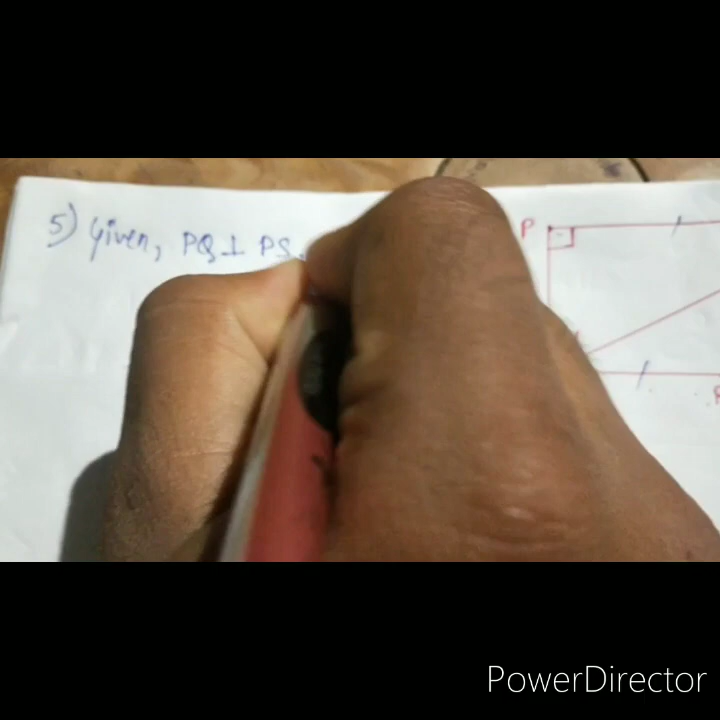 5) Given, PQ ⊥ PS,
P
PowerDirector